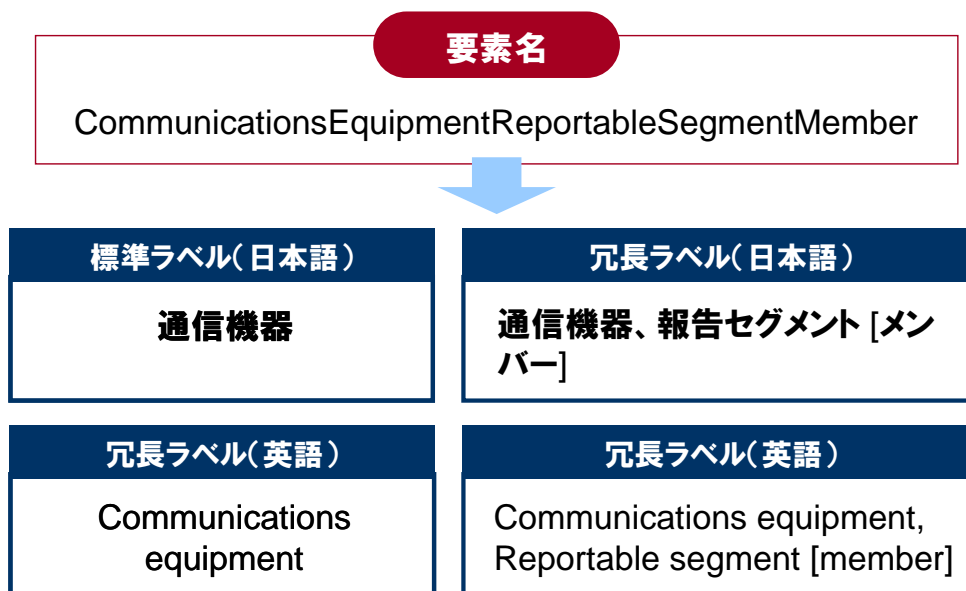 要素名
CommunicationsEquipmentReportableSegmentMember
標準ラベル(日本語)
通信機器
冗長ラベル(日本語)
通信機器、報告セグメント [メン
バー]
冗長ラベル(英語)
Communications
equipment
冗長ラベル(英語)
Communications equipment,
Reportable segment [member]